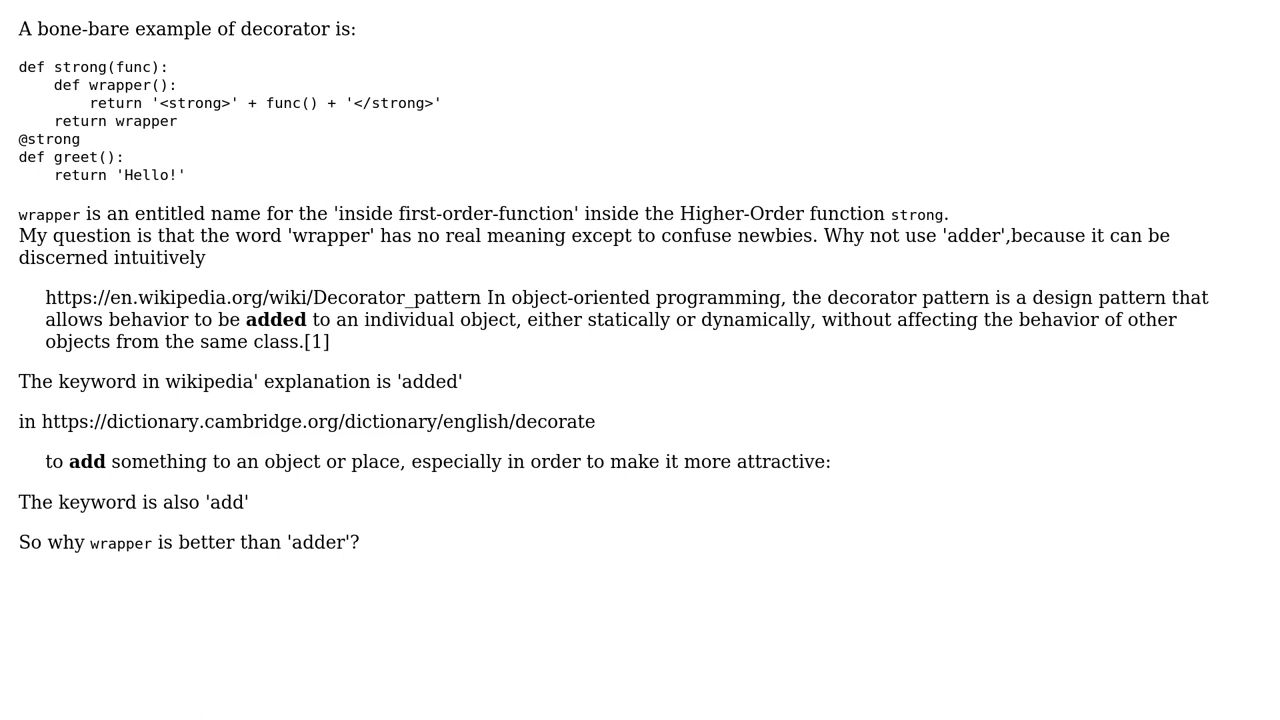 A bone-bare example of decorator is:
def strong(func):
    def wrapper():
        return '<strong>' + func() + '</strong>'
    return wrapper
@strong
def greet():
    return 'Hello!'
wrapper is an entitled name for the 'inside first-order-function' inside the Higher-Order function strong.
My question is that the word 'wrapper' has no real meaning except to confuse newbies. Why not use 'adder',because it can be
discerned intuitively
https://en.wikipedia.org/wiki/Decorator_pattern In object-oriented programming, the decorator pattern is a design pattern that
allows behavior to be added to an individual object, either statically or dynamically, without affecting the behavior of other
objects from the same class.[1]
The keyword in wikipedia' explanation is 'added'
in https://dictionary.cambridge.org/dictionary/english/decorate
to add something to an object or place, especially in order to make it more attractive:
The keyword is also 'add'
So why wrapper is better than 'adder'?